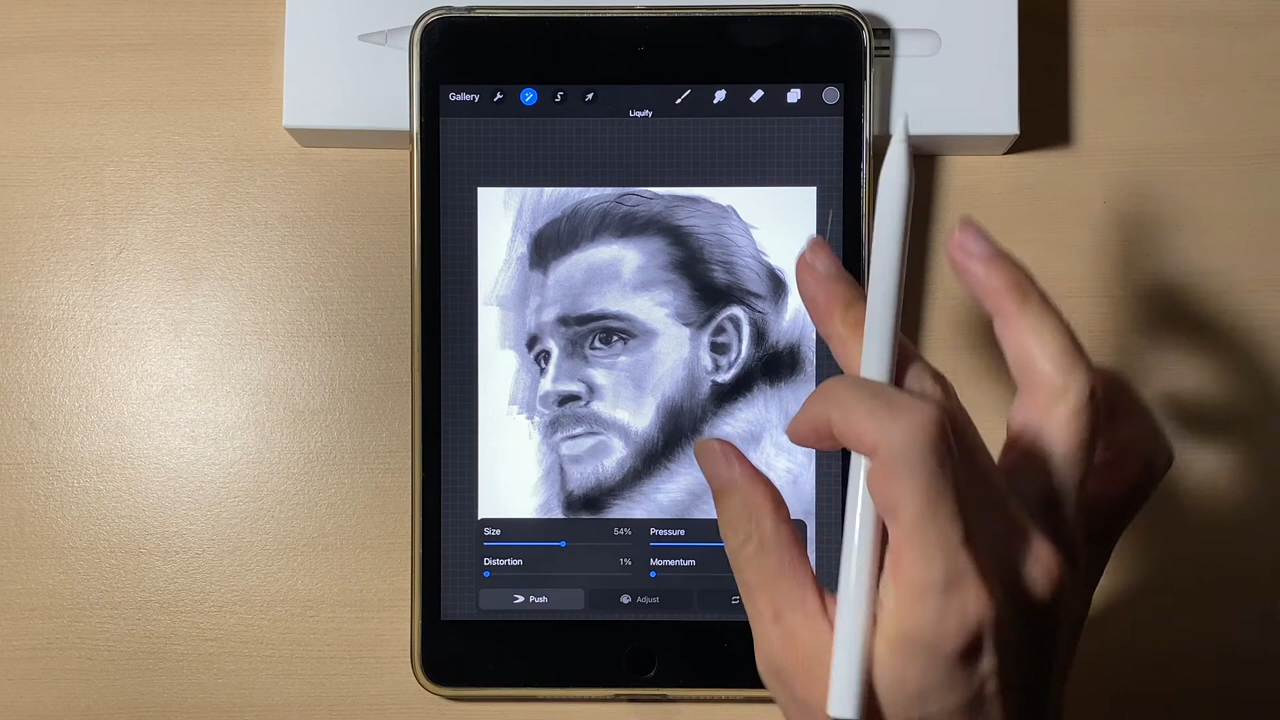 Gallery
Liquify
Size 54% Pressure
Distortion 1% Momentum
Push Adjust